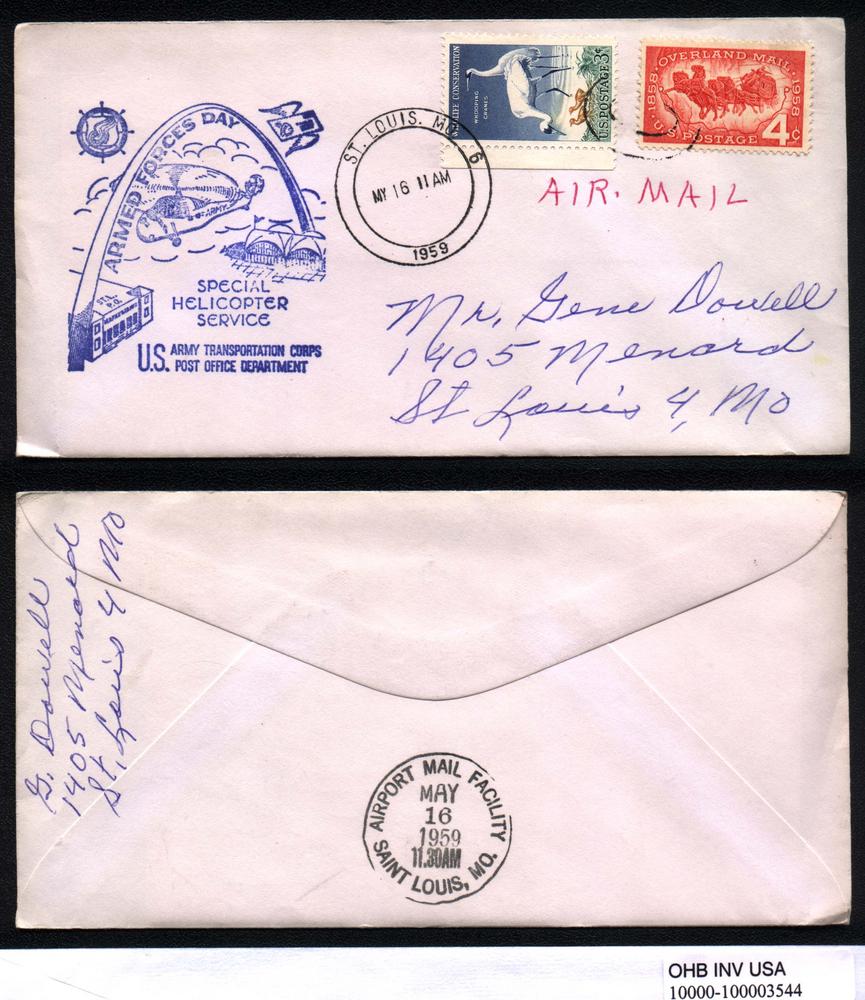 ARMED FORCES DAY
ARMY
SPECIAL
HELICOPTER
SERVICE
U.S. ARMY TRANSPORTATION CORPS
POST OFFICE DEPARTMENT
ST. LOUIS. MO. 6
MY 16 11 AM
1959
WILDLIFE CONSERVATION
WHOOPING
CRANES
U.S. POSTAGE 3¢
1858 · OVERLAND MAIL · 1958
U.S. POSTAGE 4¢
AIR. MAIL
Mr. Gene Dowell
1405 Menard
St Louis 4, Mo
G. Dowell
1405 Menard
St. Louis 4 Mo
AIRPORT MAIL FACILITY
MAY
16
1959
11.30AM
SAINT LOUIS, MO.
OHB INV USA
10000-100003544